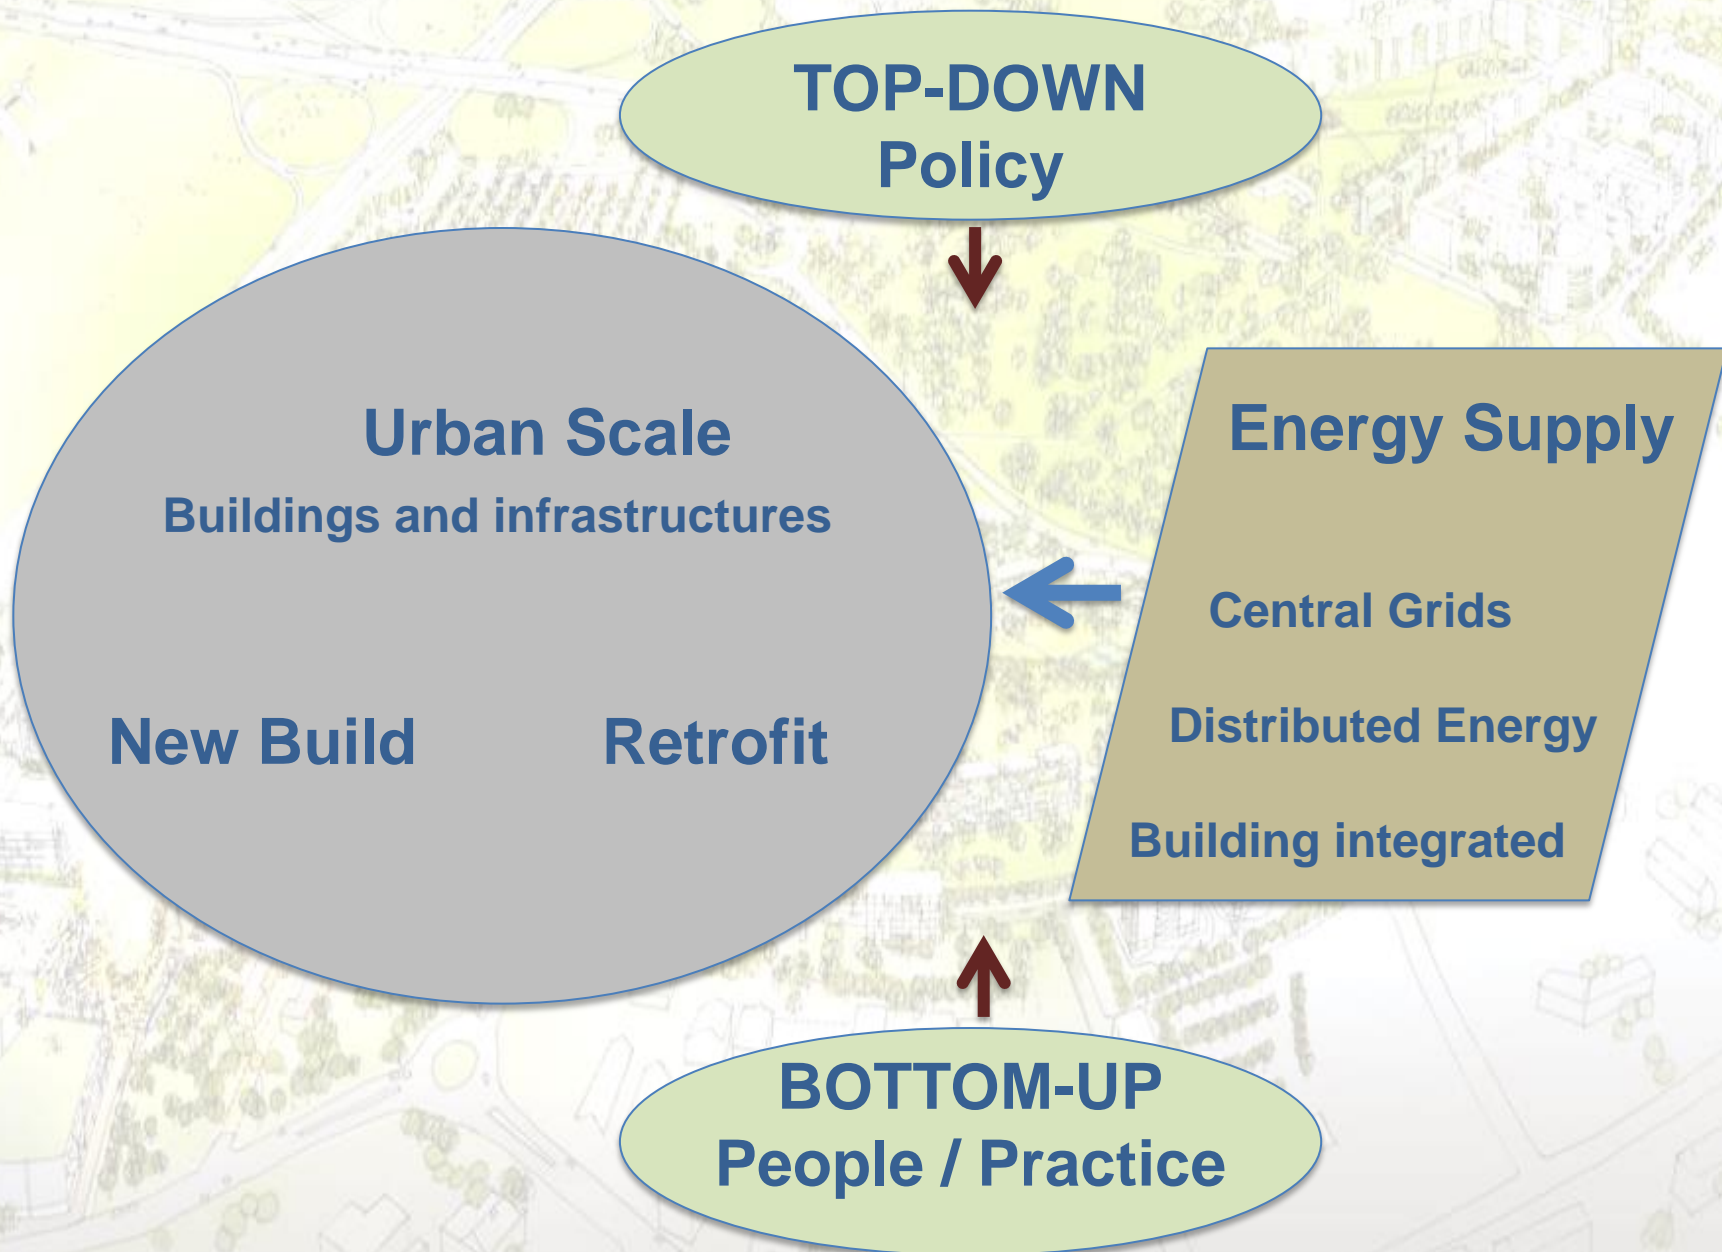 TOP-DOWN
Policy
Urban Scale
Buildings and infrastructures
New Build
Retrofit
Energy Supply
Central Grids
Distributed Energy
Building integrated
BOTTOM-UP
People / Practice